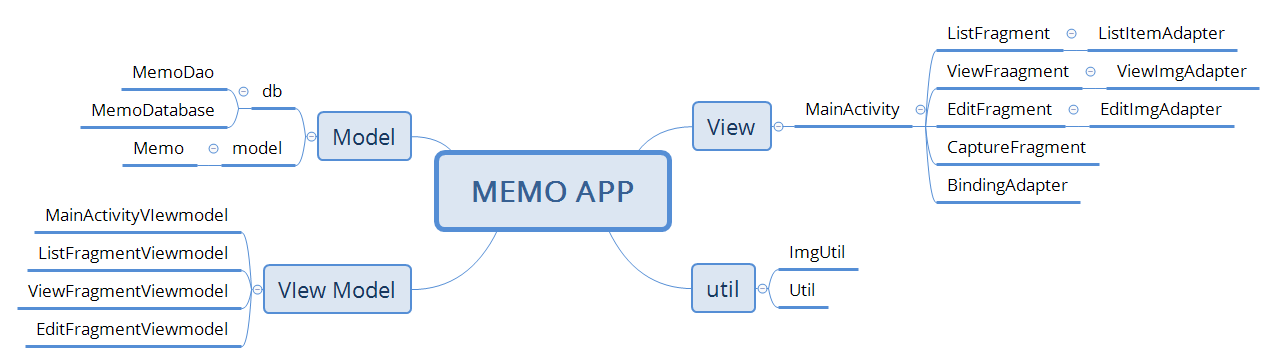 MEMO APP
Model
db
MemoDao
MemoDatabase
model
Memo
VIew Model
MainActivityVIewmodel
ListFragmentViewmodel
ViewFragmentViewmodel
EditFragmentViewmodel
View
MainActivity
ListFragment
ListItemAdapter
ViewFraagment
ViewImgAdapter
EditFragment
EditImgAdapter
CaptureFragment
BindingAdapter
util
ImgUtil
Util